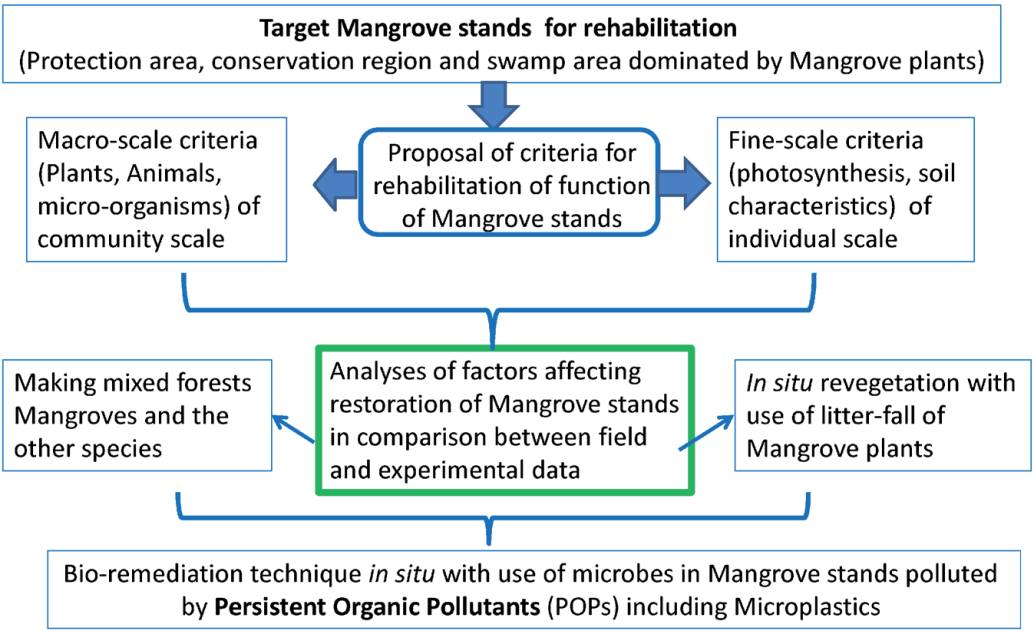 Target Mangrove stands for rehabilitation
(Protection area, conservation region and swamp area dominated by Mangrove plants)
Macro-scale criteria
(Plants, Animals,
micro-organisms) of
community scale
Proposal of criteria for
rehabilitation of function
of Mangrove stands
Fine-scale criteria
(photosynthesis, soil
characteristics) of
individual scale
Making mixed forests
Mangroves and the
other species
Analyses of factors affecting
restoration of Mangrove stands
in comparison between field
and experimental data
In situ revegetation with
use of litter-fall of
Mangrove plants
Bio-remediation technique in situ with use of microbes in Mangrove stands polluted
by Persistent Organic Pollutants (POPs) including Microplastics